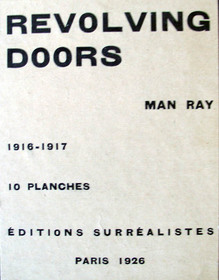 REVOLVING
DOORS
MAN RAY
1916-1917
10 PLANCHES
ÉDITIONS SURRÉALISTES
PARIS 1926